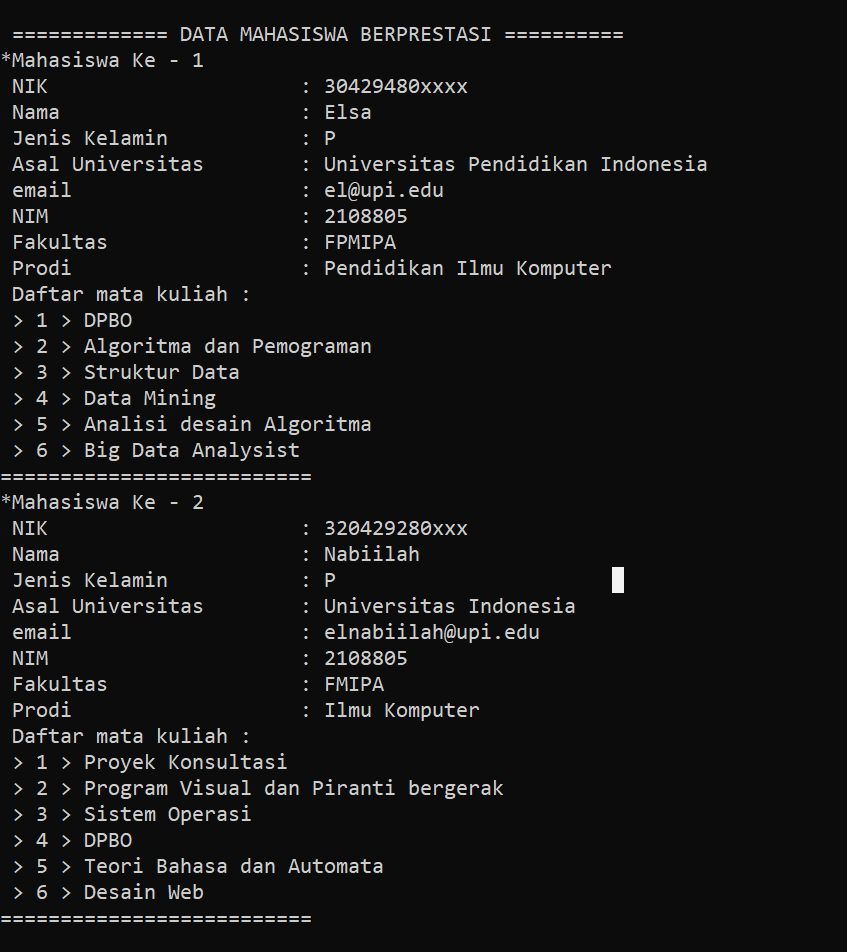 ============= DATA MAHASISWA BERPRESTASI ==========
*Mahasiswa Ke - 1
NIK : 30429480xxxx
Nama : Elsa
Jenis Kelamin : P
Asal Universitas : Universitas Pendidikan Indonesia
email : el@upi.edu
NIM : 2108805
Fakultas : FPMIPA
Prodi : Pendidikan Ilmu Komputer
Daftar mata kuliah :
> 1 > DPBO
> 2 > Algoritma dan Pemograman
> 3 > Struktur Data
> 4 > Data Mining
> 5 > Analisi desain Algoritma
> 6 > Big Data Analysist
==========================
*Mahasiswa Ke - 2
NIK : 320429280xxx
Nama : Nabiilah
Jenis Kelamin : P
Asal Universitas : Universitas Indonesia
email : elnabiilah@upi.edu
NIM : 2108805
Fakultas : FMIPA
Prodi : Ilmu Komputer
Daftar mata kuliah :
> 1 > Proyek Konsultasi
> 2 > Program Visual dan Piranti bergerak
> 3 > Sistem Operasi
> 4 > DPBO
> 5 > Teori Bahasa dan Automata
> 6 > Desain Web
==========================